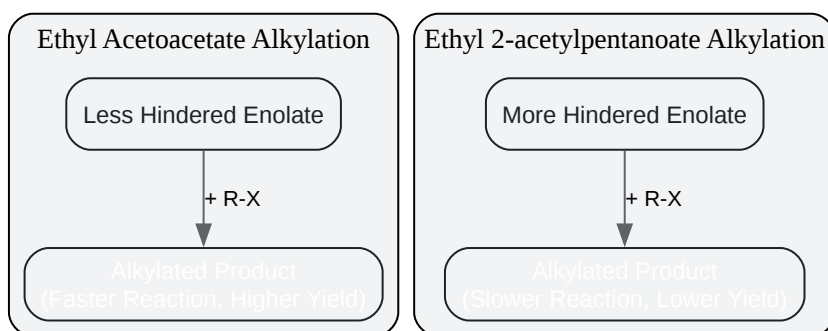 Ethyl Acetoacetate Alkylation
Less Hindered Enolate
+ R-X
Alkylated Product
(Faster Reaction, Higher Yield)
Ethyl 2-acetylpentanoate Alkylation
More Hindered Enolate
+ R-X
Alkylated Product
(Slower Reaction, Lower Yield)